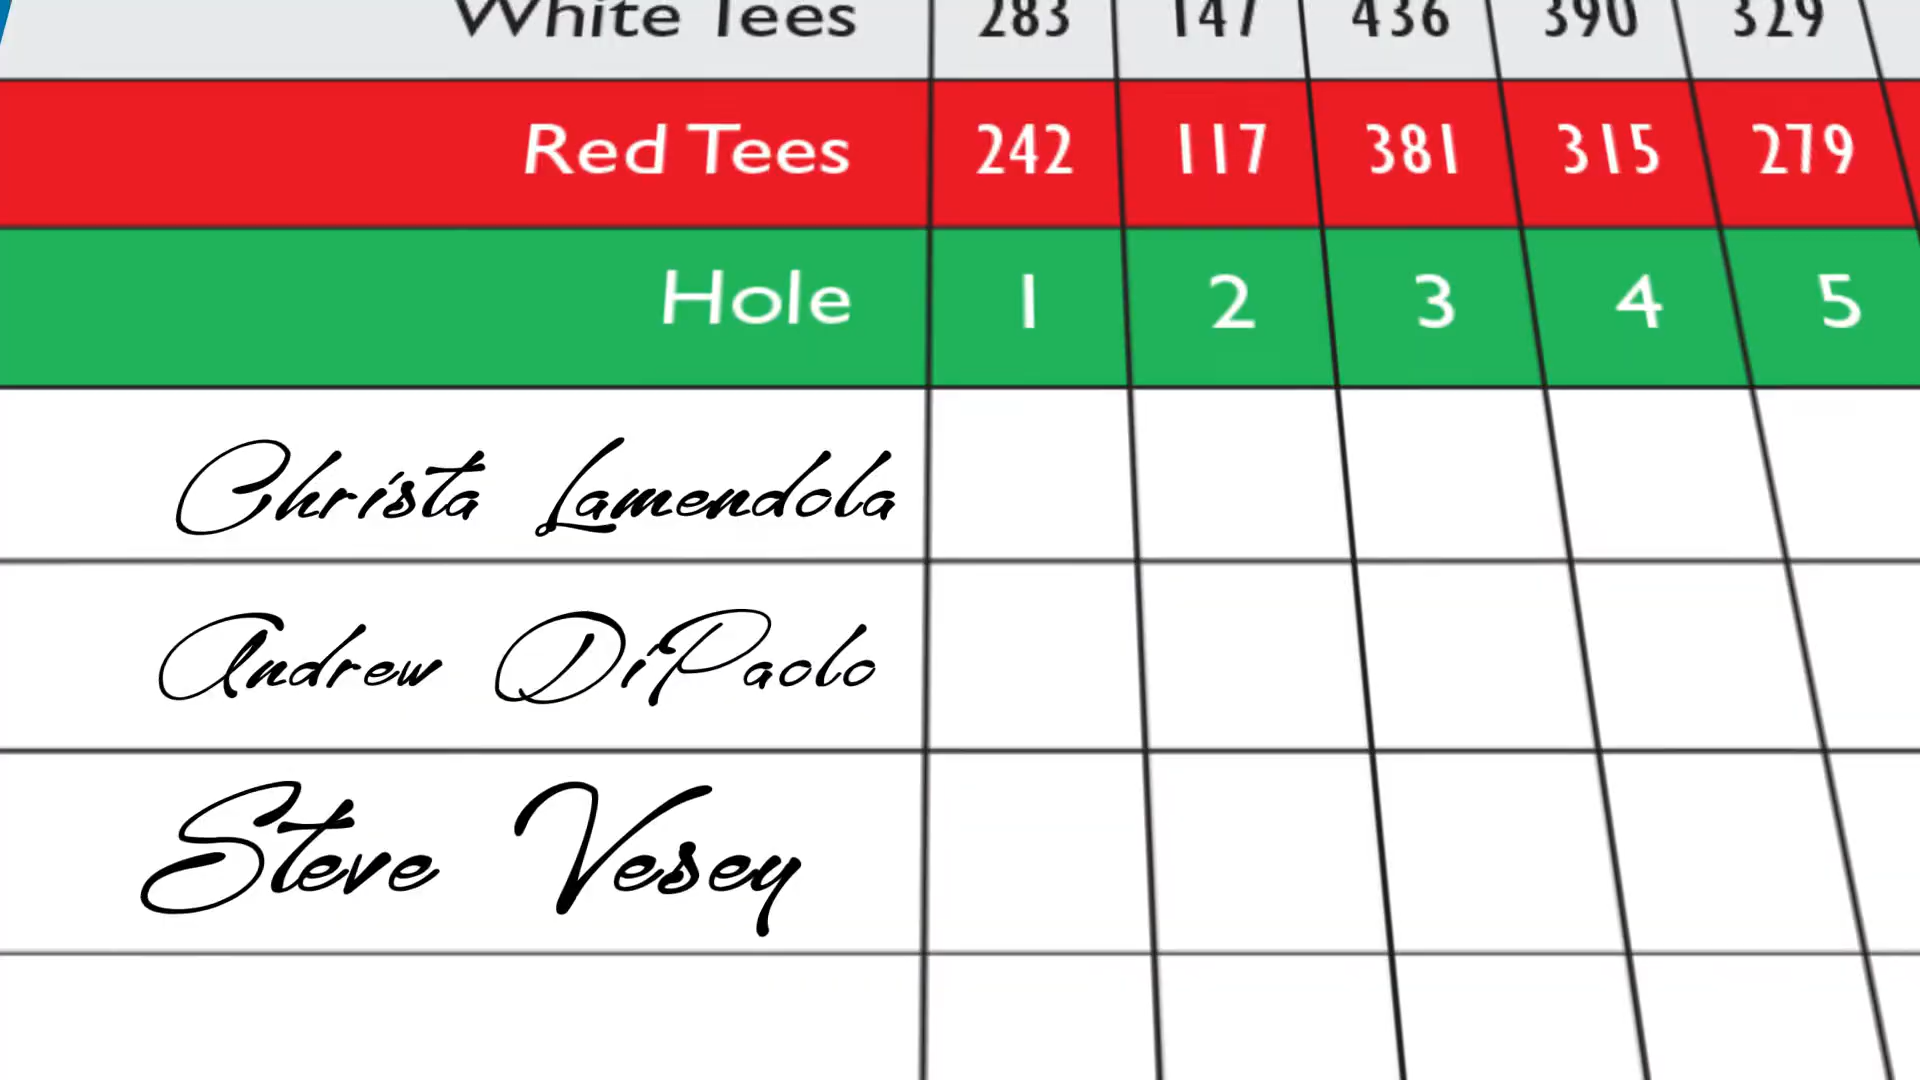 White Tees 283 147 436 390 329
Red Tees 242 117 381 315 279
Hole 1 2 3 4 5
Christa Lamendola
Andrew DiPaolo
Steve Vesey